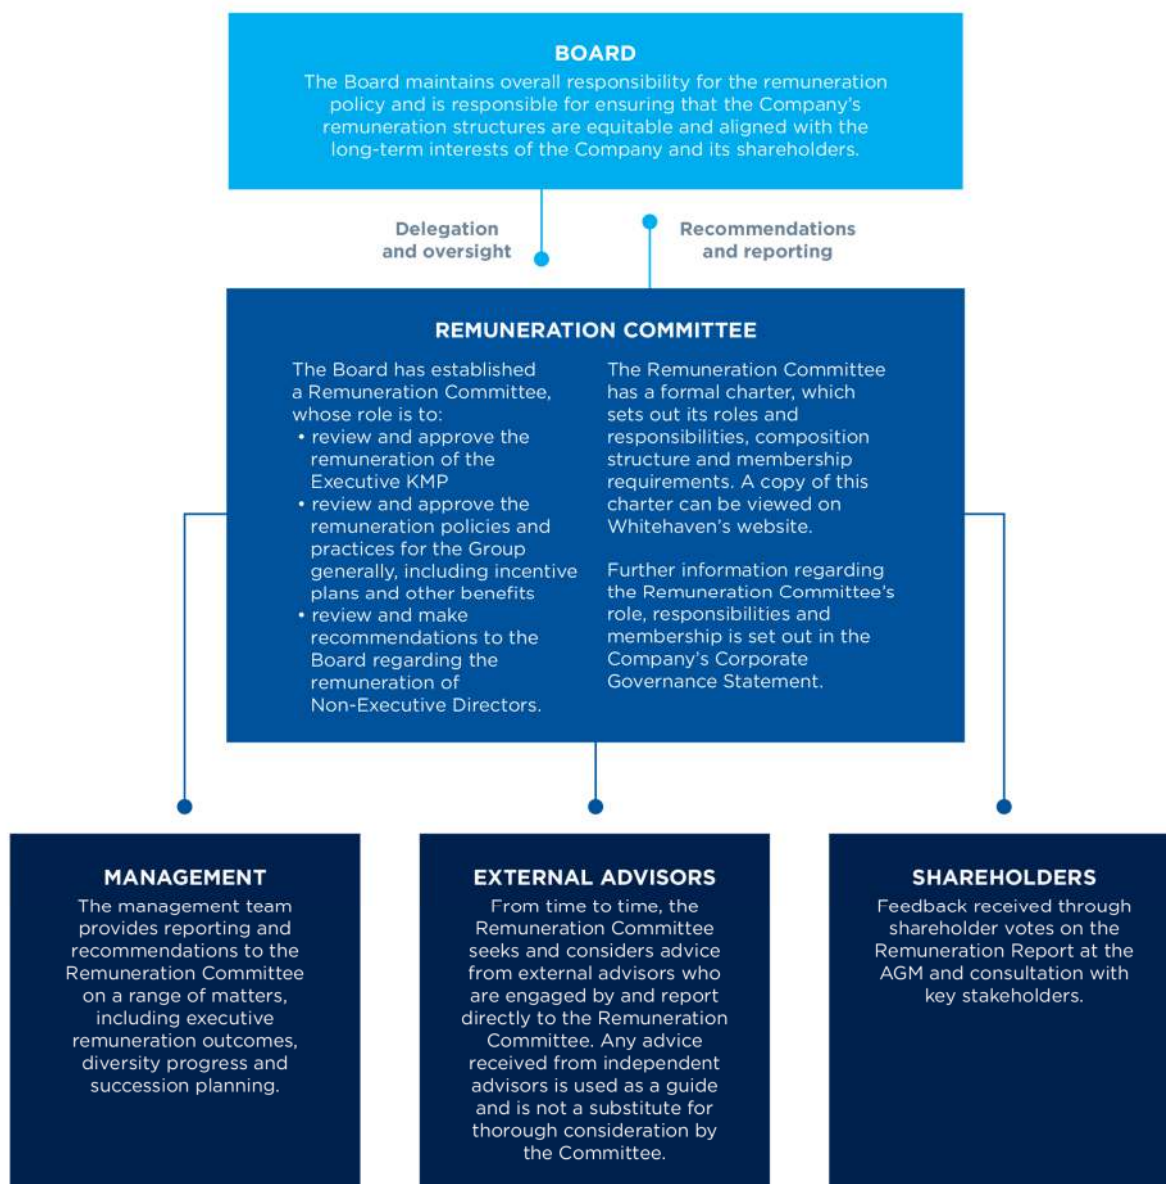 BOARD
The Board maintains overall responsibility for the remuneration
policy and is responsible for ensuring that the Company's
remuneration structures are equitable and aligned with the
long-term interests of the Company and its shareholders.
Delegation
and oversight
Recommendations
and reporting
REMUNERATION COMMITTEE
The Board has established
a Remuneration Committee,
whose role is to:
• review and approve the
remuneration of the
Executive KMP
• review and approve the
remuneration policies and
practices for the Group
generally, including incentive
plans and other benefits
• review and make
recommendations to the
Board regarding the
remuneration of
Non-Executive Directors.
The Remuneration Committee
has a formal charter, which
sets out its roles and
responsibilities, composition
structure and membership
requirements. A copy of this
charter can be viewed on
Whitehaven's website.
Further information regarding
the Remuneration Committee's
role, responsibilities and
membership is set out in the
Company's Corporate
Governance Statement.
MANAGEMENT
The management team
provides reporting and
recommendations to the
Remuneration Committee
on a range of matters,
including executive
remuneration outcomes,
diversity progress and
succession planning.
EXTERNAL ADVISORS
From time to time, the
Remuneration Committee
seeks and considers advice
from external advisors who
are engaged by and report
directly to the Remuneration
Committee. Any advice
received from independent
advisors is used as a guide
and is not a substitute for
thorough consideration by
the Committee.
SHAREHOLDERS
Feedback received through
shareholder votes on the
Remuneration Report at the
AGM and consultation with
key stakeholders.